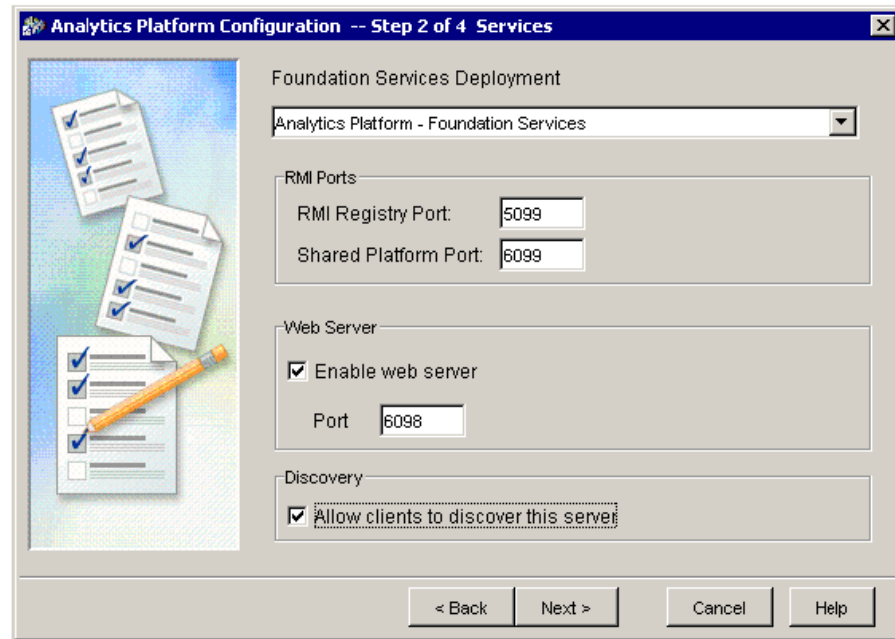 Analytics Platform Configuration -- Step 2 of 4 Services
Foundation Services Deployment
Analytics Platform - Foundation Services
RMI Ports
RMI Registry Port: 5099
Shared Platform Port: 6099
Web Server
Enable web server
Port 6098
Discovery
Allow clients to discover this server
< Back Next > Cancel Help